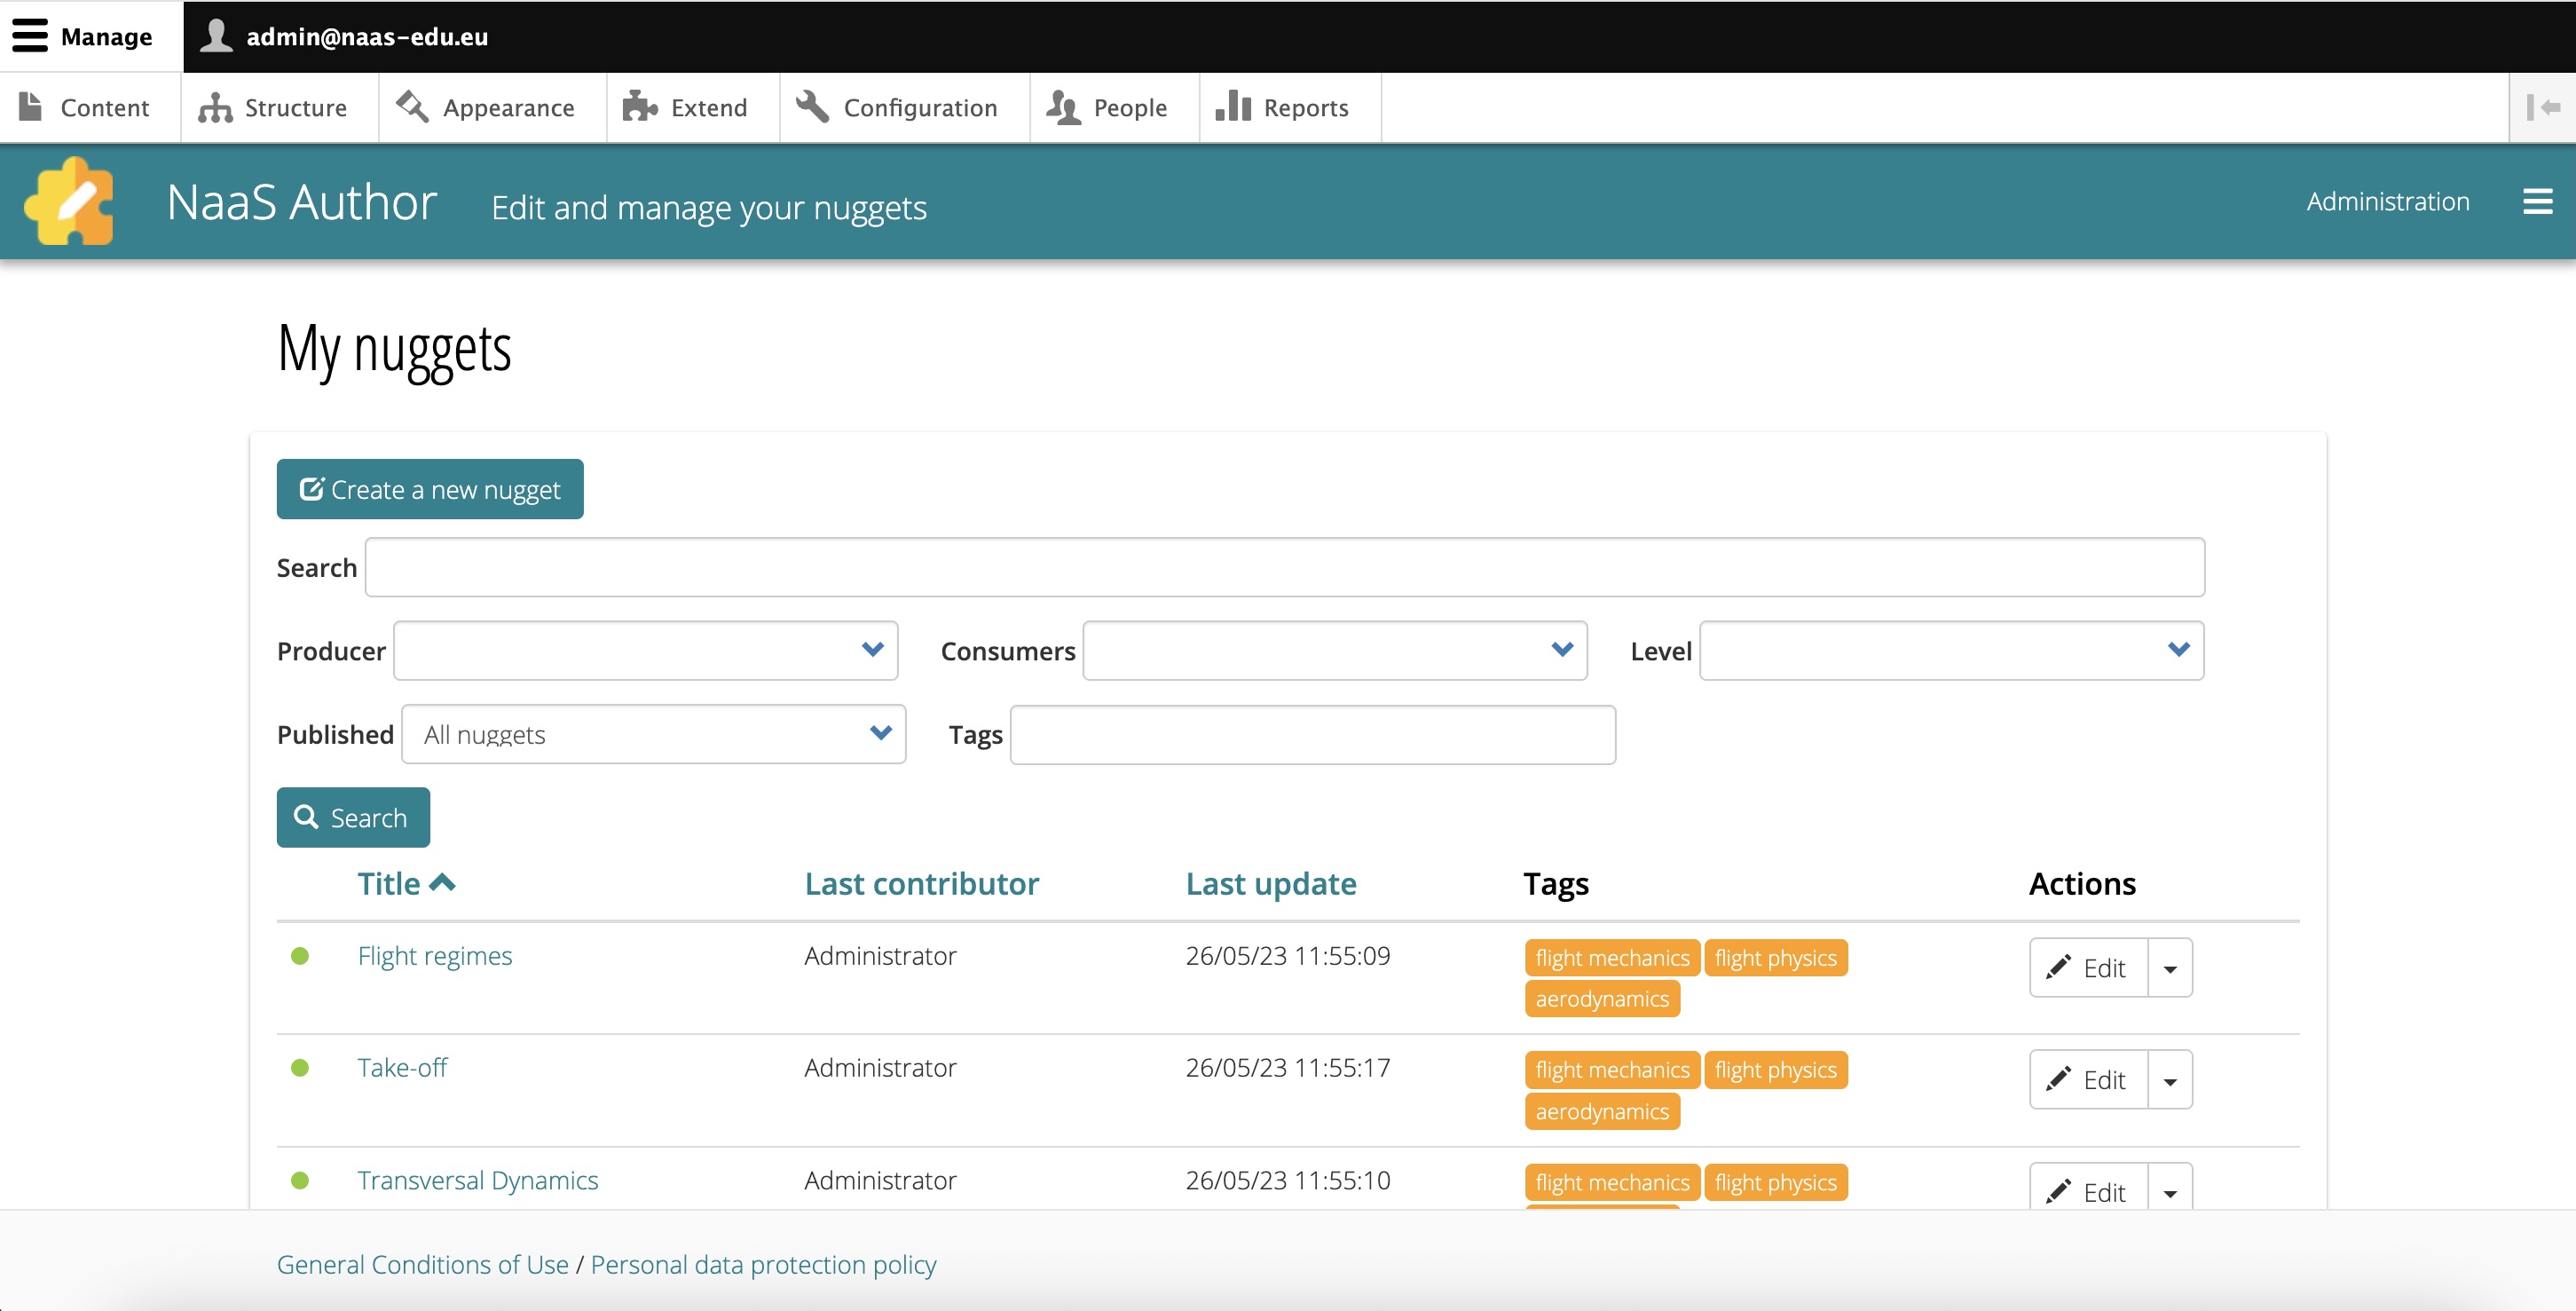 Manage admin@naas-edu.eu
Content Structure Appearance Extend Configuration People Reports
NaaS Author Edit and manage your nuggets Administration
My nuggets
Create a new nugget
Search
Producer Consumers Level
Published All nuggets Tags
Search
Title Last contributor Last update Tags Actions
Flight regimes Administrator 26/05/23 11:55:09 flight mechanics flight physics Edit
aerodynamics
Take-off Administrator 26/05/23 11:55:17 flight mechanics flight physics Edit
aerodynamics
Transversal Dynamics Administrator 26/05/23 11:55:10 flight mechanics flight physics Edit
General Conditions of Use / Personal data protection policy